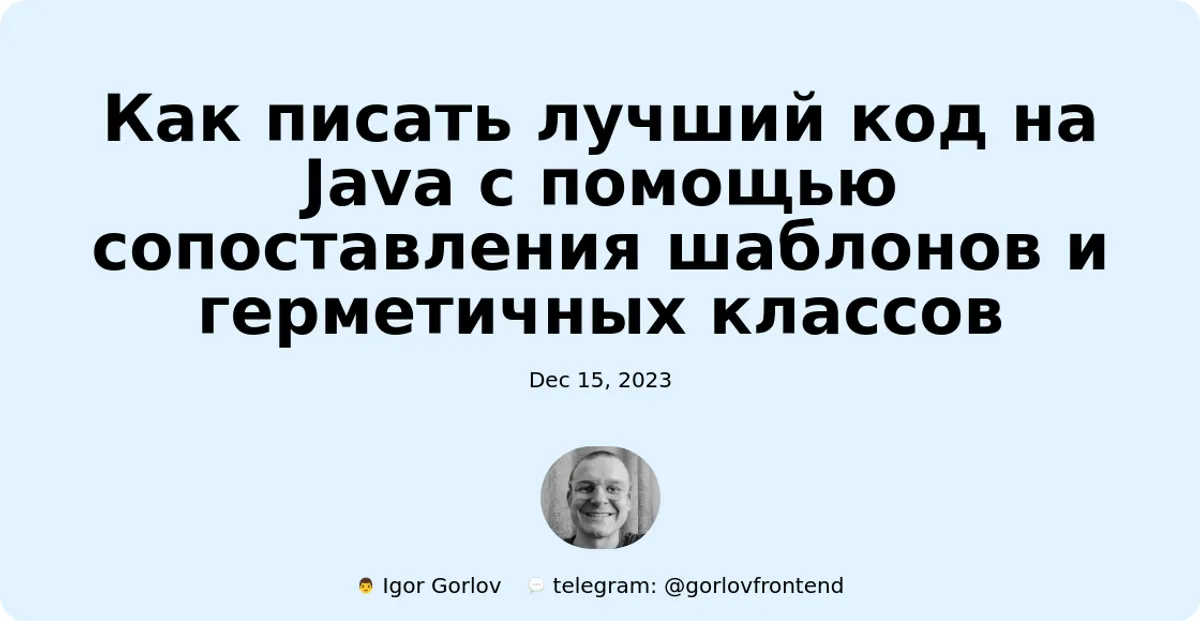 Как писать лучший код на
Java с помощью
сопоставления шаблонов и
герметичных классов
Dec 15, 2023
👨 Igor Gorlov 💬 telegram: @gorlovfrontend